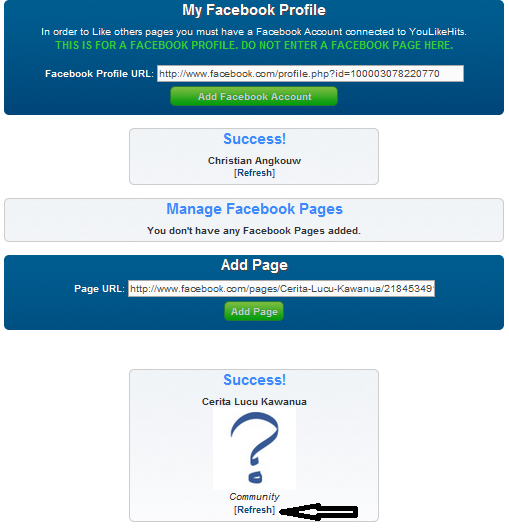 My Facebook Profile
In order to Like others pages you must have a Facebook Account connected to YouLikeHits.
THIS IS FOR A FACEBOOK PROFILE. DO NOT ENTER A FACEBOOK PAGE HERE.
Facebook Profile URL: http://www.facebook.com/profile.php?id=100003078220770
Add Facebook Account
Success!
Christian Angkouw
[Refresh]
Manage Facebook Pages
You don't have any Facebook Pages added.
Add Page
Page URL: http://www.facebook.com/pages/Cerita-Lucu-Kawanua/218453491
Add Page
Success!
Cerita Lucu Kawanua
?
Community
[Refresh]